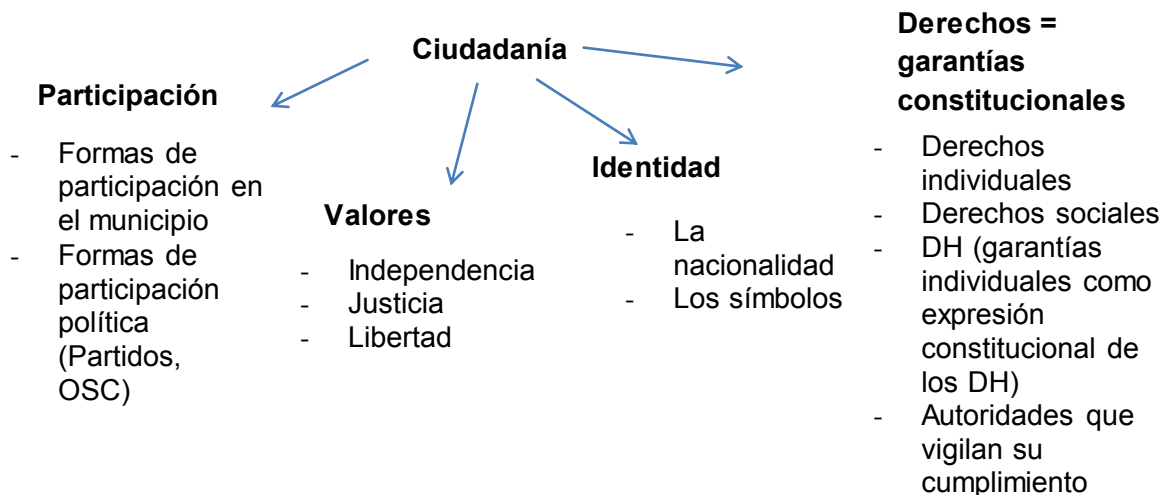 Ciudadanía
Participación
- Formas de
participación en
el municipio
- Formas de
participación
política
(Partidos,
OSC)
Valores
- Independencia
- Justicia
- Libertad
Identidad
- La
nacionalidad
- Los símbolos
Derechos =
garantías
constitucionales
- Derechos
individuales
- Derechos sociales
- DH (garantías
individuales como
expresión
constitucional de
los DH)
- Autoridades que
vigilan su
cumplimiento